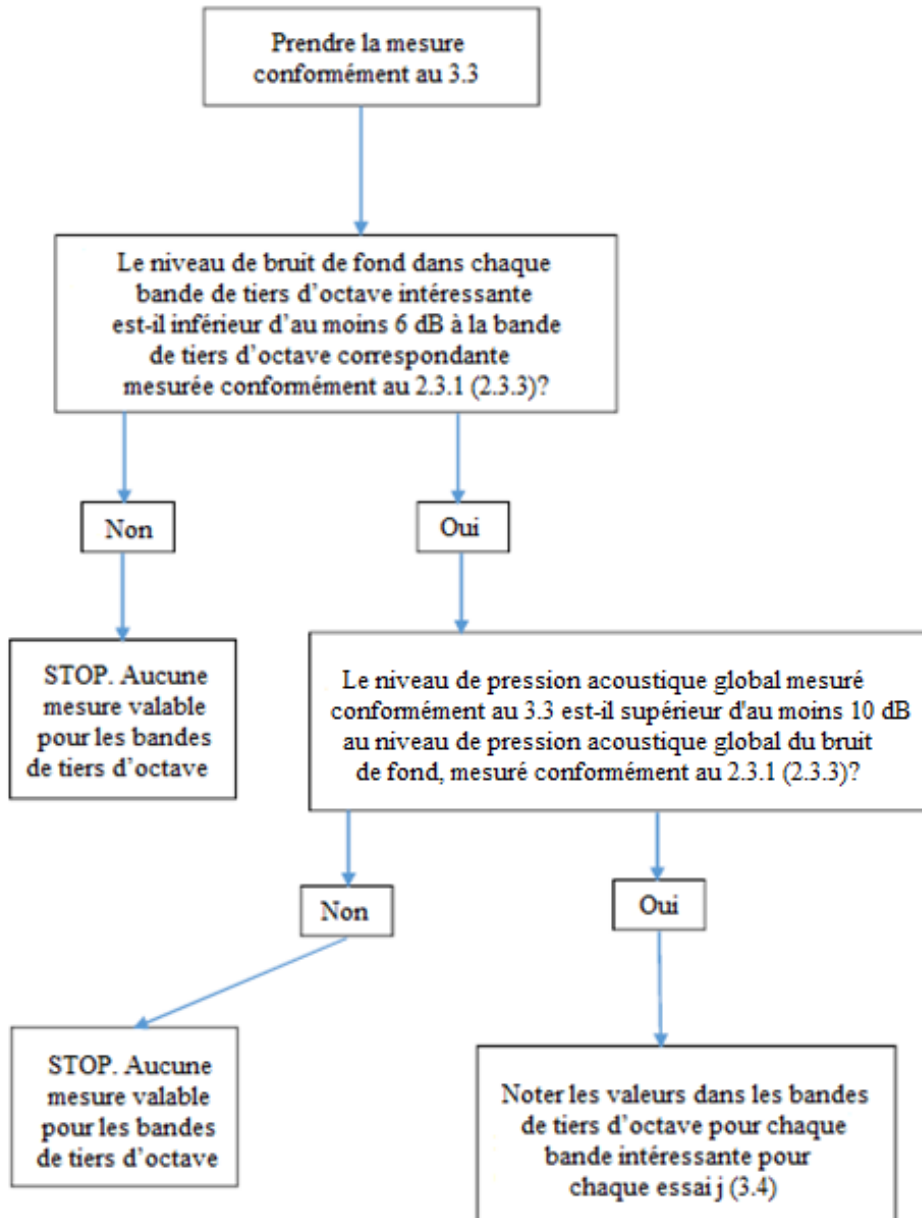 Prendre la mesure
conformément au 3.3
Le niveau de bruit de fond dans chaque
bande de tiers d’octave intéressante
est-il inférieur d’au moins 6 dB à la bande
de tiers d’octave correspondante
mesurée conformément au 2.3.1 (2.3.3)?
Non
Oui
STOP. Aucune
mesure valable
pour les bandes
de tiers d’octave
Le niveau de pression acoustique global mesuré
conformément au 3.3 est-il supérieur d'au moins 10 dB
au niveau de pression acoustique global du bruit
de fond, mesuré conformément au 2.3.1 (2.3.3)?
Non
Oui
STOP. Aucune
mesure valable
pour les bandes
de tiers d’octave
Noter les valeurs dans les bandes
de tiers d’octave pour chaque
bande intéressante pour
chaque essai j (3.4)